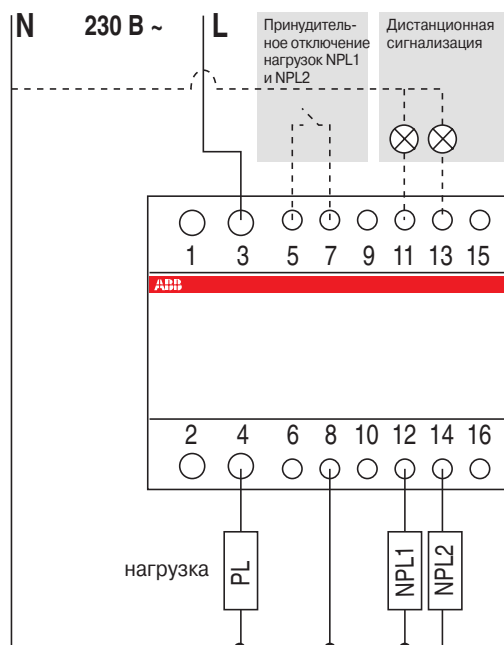 N 230 В ~ L
Принудитель-
ное отключение
нагрузок NPL1
и NPL2
Дистанционная
сигнализация
1 3 5 7 9 11 13 15
ABB
2 4 6 8 10 12 14 16
нагрузка PL NPL1 NPL2